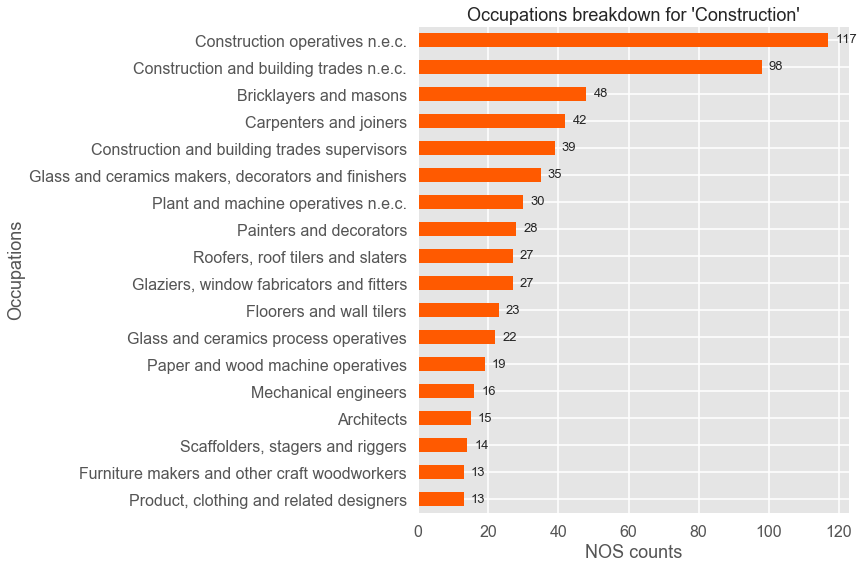 Occupations breakdown for 'Construction'
Occupations
Construction operatives n.e.c. 117
Construction and building trades n.e.c. 98
Bricklayers and masons 48
Carpenters and joiners 42
Construction and building trades supervisors 39
Glass and ceramics makers, decorators and finishers 35
Plant and machine operatives n.e.c. 30
Painters and decorators 28
Roofers, roof tilers and slaters 27
Glaziers, window fabricators and fitters 27
Floorers and wall tilers 23
Glass and ceramics process operatives 22
Paper and wood machine operatives 19
Mechanical engineers 16
Architects 15
Scaffolders, stagers and riggers 14
Furniture makers and other craft woodworkers 13
Product, clothing and related designers 13
0 20 40 60 80 100 120
NOS counts